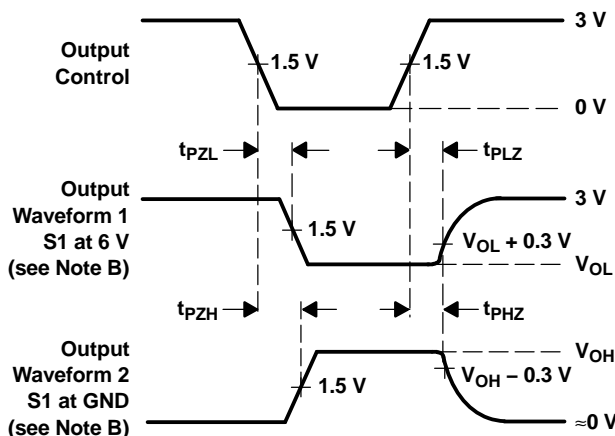 3 V
Output
Control
1.5 V
1.5 V
0 V
tPZL
tPLZ
Output
Waveform 1
S1 at 6 V
(see Note B)
3 V
1.5 V
VOL + 0.3 V
VOL
tPZH
tPHZ
Output
Waveform 2
S1 at GND
(see Note B)
VOH
1.5 V
VOH – 0.3 V
≈0 V